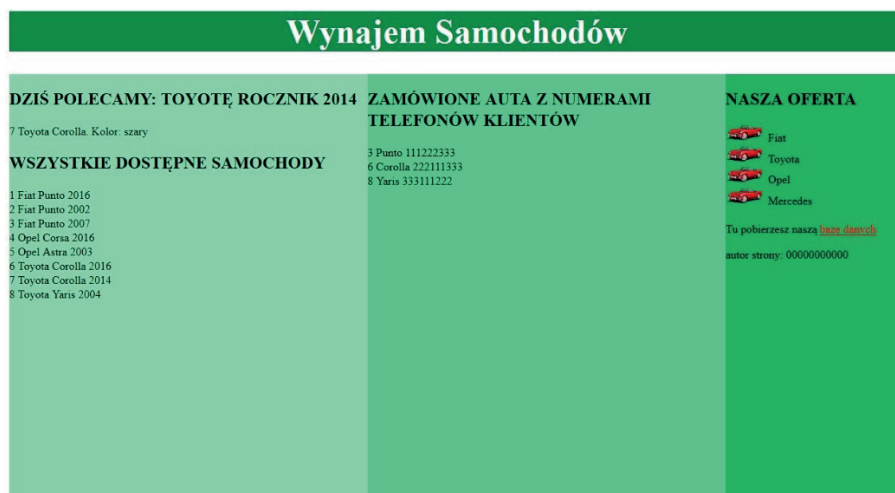 Wynajem Samochodów
DZIŚ POLECAMY: TOYOTĘ ROCZNIK 2014
7 Toyota Corolla. Kolor: szary
WSZYSTKIE DOSTĘPNE SAMOCHODY
1 Fiat Punto 2016
2 Fiat Punto 2002
3 Fiat Punto 2007
4 Opel Corsa 2016
5 Opel Astra 2003
6 Toyota Corolla 2016
7 Toyota Corolla 2014
8 Toyota Yaris 2004
ZAMÓWIONE AUTA Z NUMERAMI
TELEFONÓW KLIENTÓW
3 Punto 111222333
6 Corolla 222111333
8 Yaris 333111222
NASZA OFERTA
Fiat
Toyota
Opel
Mercedes
Tu pobierzesz naszą bazę danych
autor strony: 00000000000